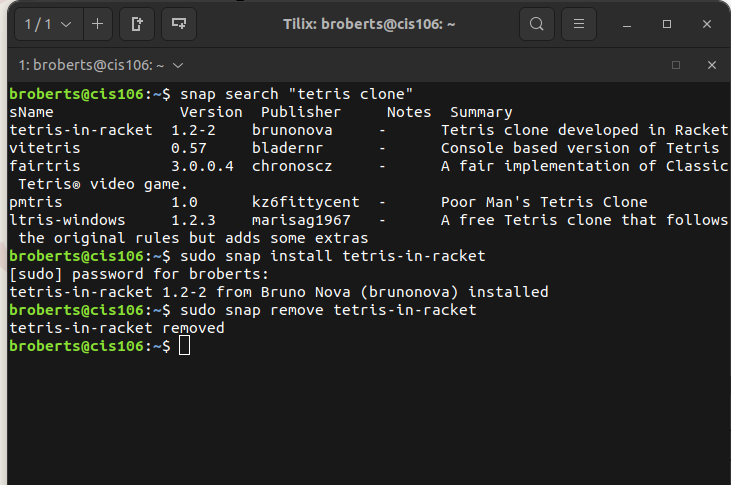 1 / 1
Tilix: broberts@cis106: ~
1: broberts@cis106: ~
broberts@cis106:~$ snap search "tetris clone"
sName              Version  Publisher     Notes  Summary
tetris-in-racket  1.2-2    brunonova     -      Tetris clone developed in Racket
vitetris          0.57     bladernr      -      Console based version of Tetris
fairtris          3.0.0.4  chronoscz     -      A fair implementation of Classic
 Tetris® video game.
pmtris            1.0      kz6fittycent  -      Poor Man's Tetris Clone
ltris-windows     1.2.3    marisag1967   -      A free Tetris clone that follows
 the original rules but adds some extras
broberts@cis106:~$ sudo snap install tetris-in-racket
[sudo] password for broberts:
tetris-in-racket 1.2-2 from Bruno Nova (brunonova) installed
broberts@cis106:~$ sudo snap remove tetris-in-racket
tetris-in-racket removed
broberts@cis106:~$